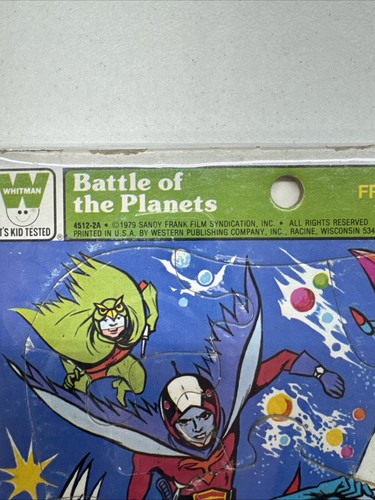 WHITMAN
W
T'S KID TESTED
Battle of
the Planets
4512-2A • ©1979 SANDY FRANK FILM SYNDICATION, INC. • ALL RIGHTS RESERVED
PRINTED IN U.S.A. BY WESTERN PUBLISHING COMPANY, INC., RACINE, WISCONSIN 534
FR